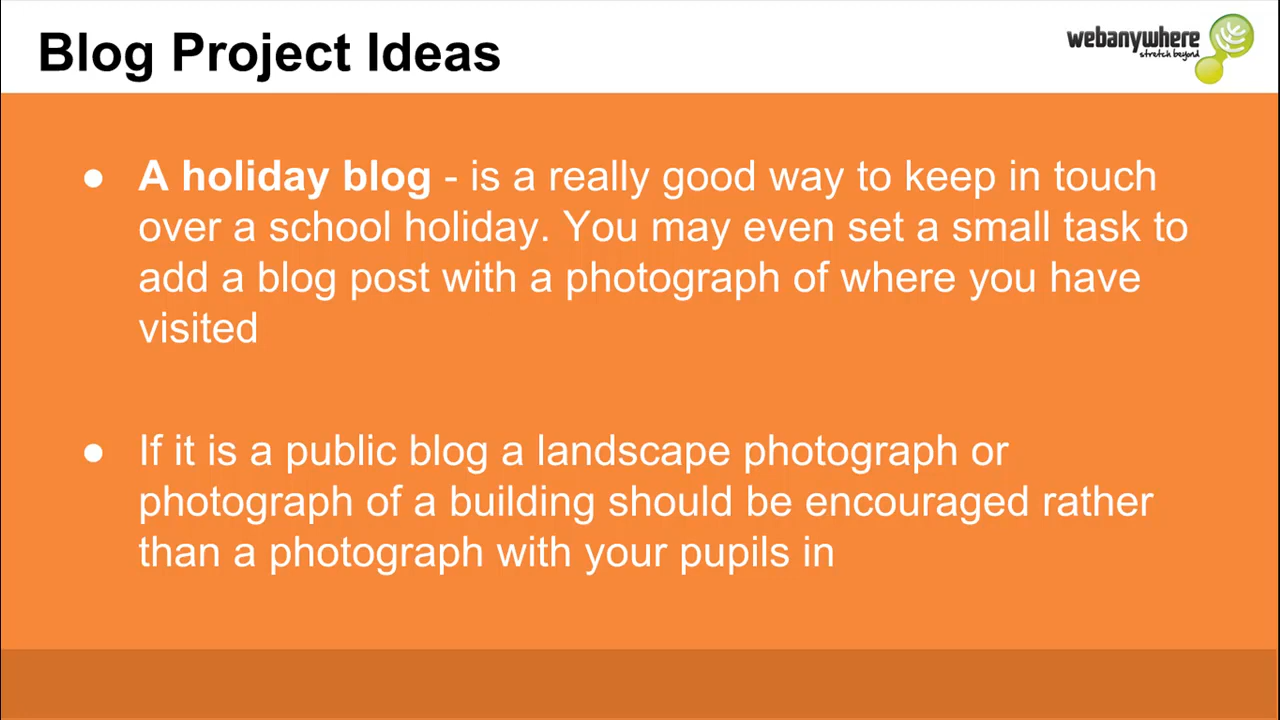 Blog Project Ideas
webanywhere
stretch beyond
● A holiday blog - is a really good way to keep in touch
over a school holiday. You may even set a small task to
add a blog post with a photograph of where you have
visited
● If it is a public blog a landscape photograph or
photograph of a building should be encouraged rather
than a photograph with your pupils in